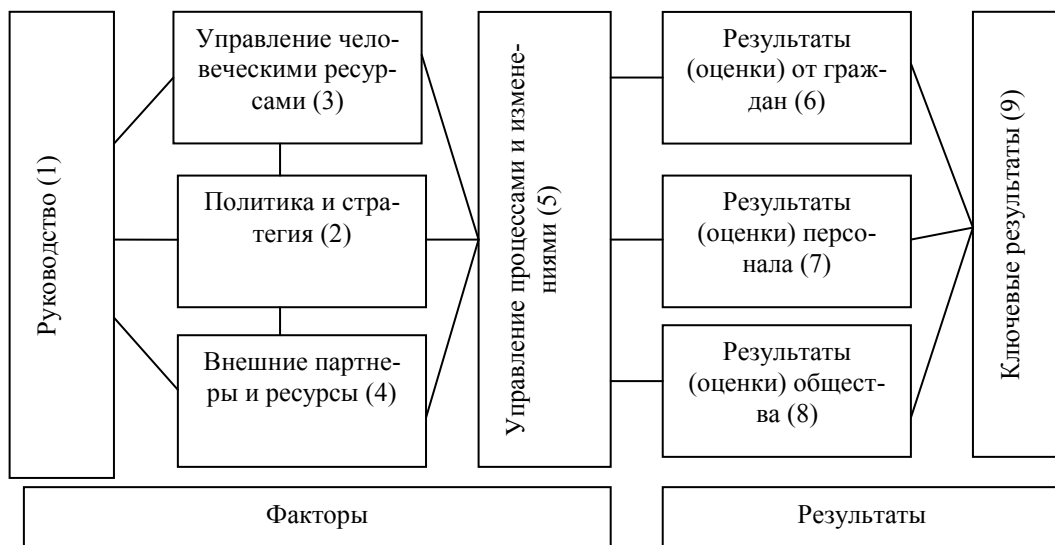 Руководство (1)
Управление чело-
веческими ресур-
сами (3)
Политика и стра-
тегия (2)
Внешние партне-
ры и ресурсы (4)
Управление процессами и измене-
ниями (5)
Результаты
(оценки) от граж-
дан (6)
Результаты
(оценки) персо-
нала (7)
Результаты
(оценки) общест-
ва (8)
Ключевые результаты (9)
Факторы
Результаты